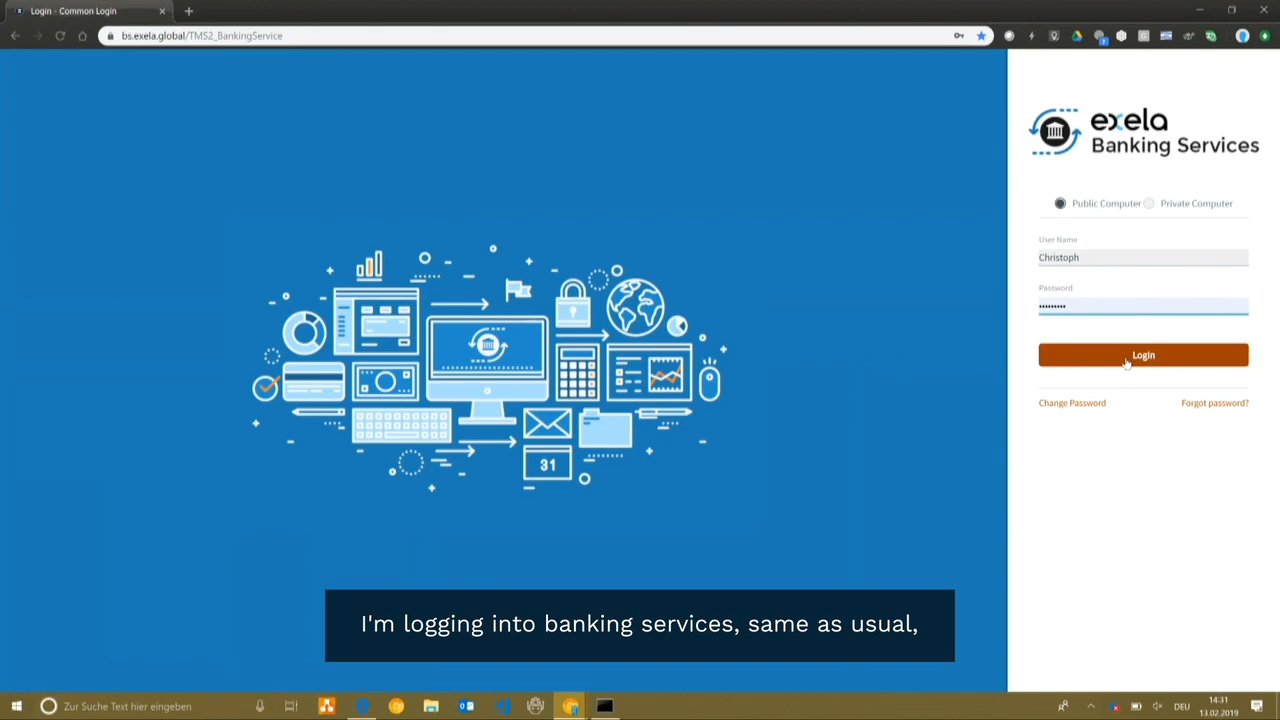 Login - Common Login
bs.exela.global/TMS2_BankingService
exela
Banking Services
Public Computer
Private Computer
User Name
Christoph
Password
•••••••••
Login
Change Password
Forgot password?
31
I'm logging into banking services, same as usual,
Zur Suche Text hier eingeben
DEU
14:31
13.02.2019